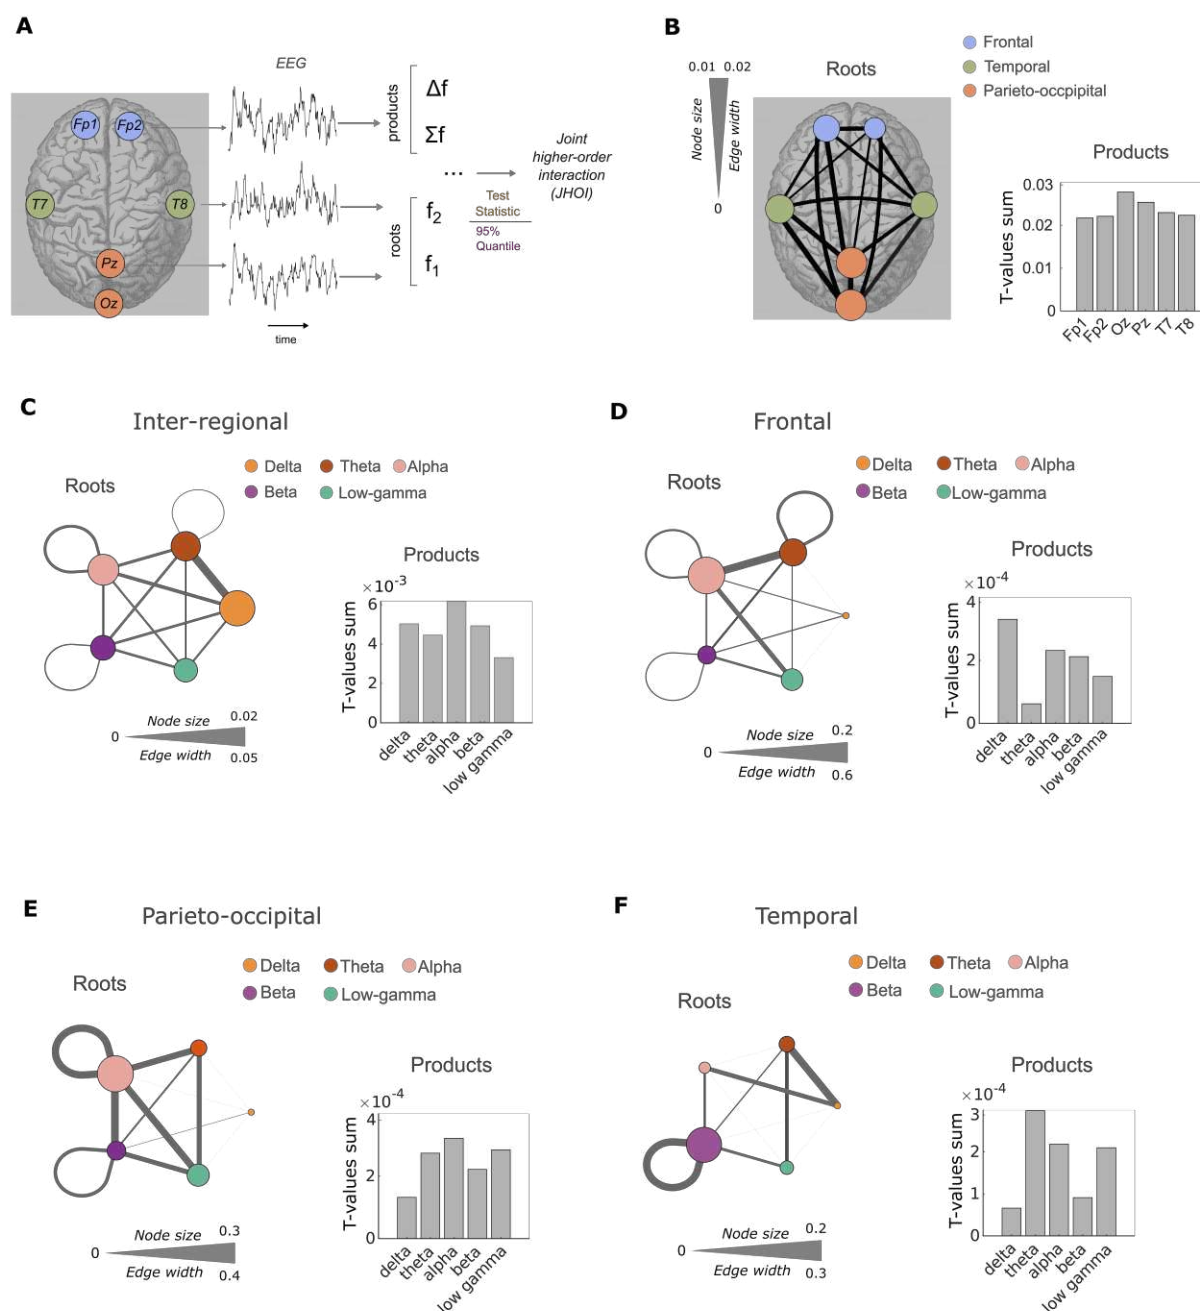 A
EEG
Fp1
Fp2
T7
T8
Pz
Oz
products
Δf
Σf
roots
f2
f1
...
Test
Statistic
95%
Quantile
Joint
higher-order
interaction
(JHOI)
time
B
0.01 0.02
Node size
Edge width
0
Roots
Frontal
Temporal
Parieto-occpipital
Products
T-values sum
0.03
0.02
0.01
0
Fp1
Fp2
Oz
Pz
T7
T8
C
Inter-regional
Delta Theta Alpha
Beta Low-gamma
Roots
Products
×10-3
T-values sum
6
4
2
0
delta
theta
alpha
beta
low gamma
Node size 0.02
0
Edge width 0.05
D
Frontal
Delta Theta Alpha
Beta Low-gamma
Roots
Products
×10-4
T-values sum
4
2
0
delta
theta
alpha
beta
low gamma
Node size 0.2
0
Edge width 0.6
E
Parieto-occipital
Delta Theta Alpha
Beta Low-gamma
Roots
Products
×10-4
T-values sum
4
2
0
delta
theta
alpha
beta
low gamma
Node size 0.3
0
Edge width 0.4
F
Temporal
Delta Theta Alpha
Beta Low-gamma
Roots
Products
×10-4
T-values sum
3
2
1
0
delta
theta
alpha
beta
low gamma
Node size 0.2
0
Edge width 0.3